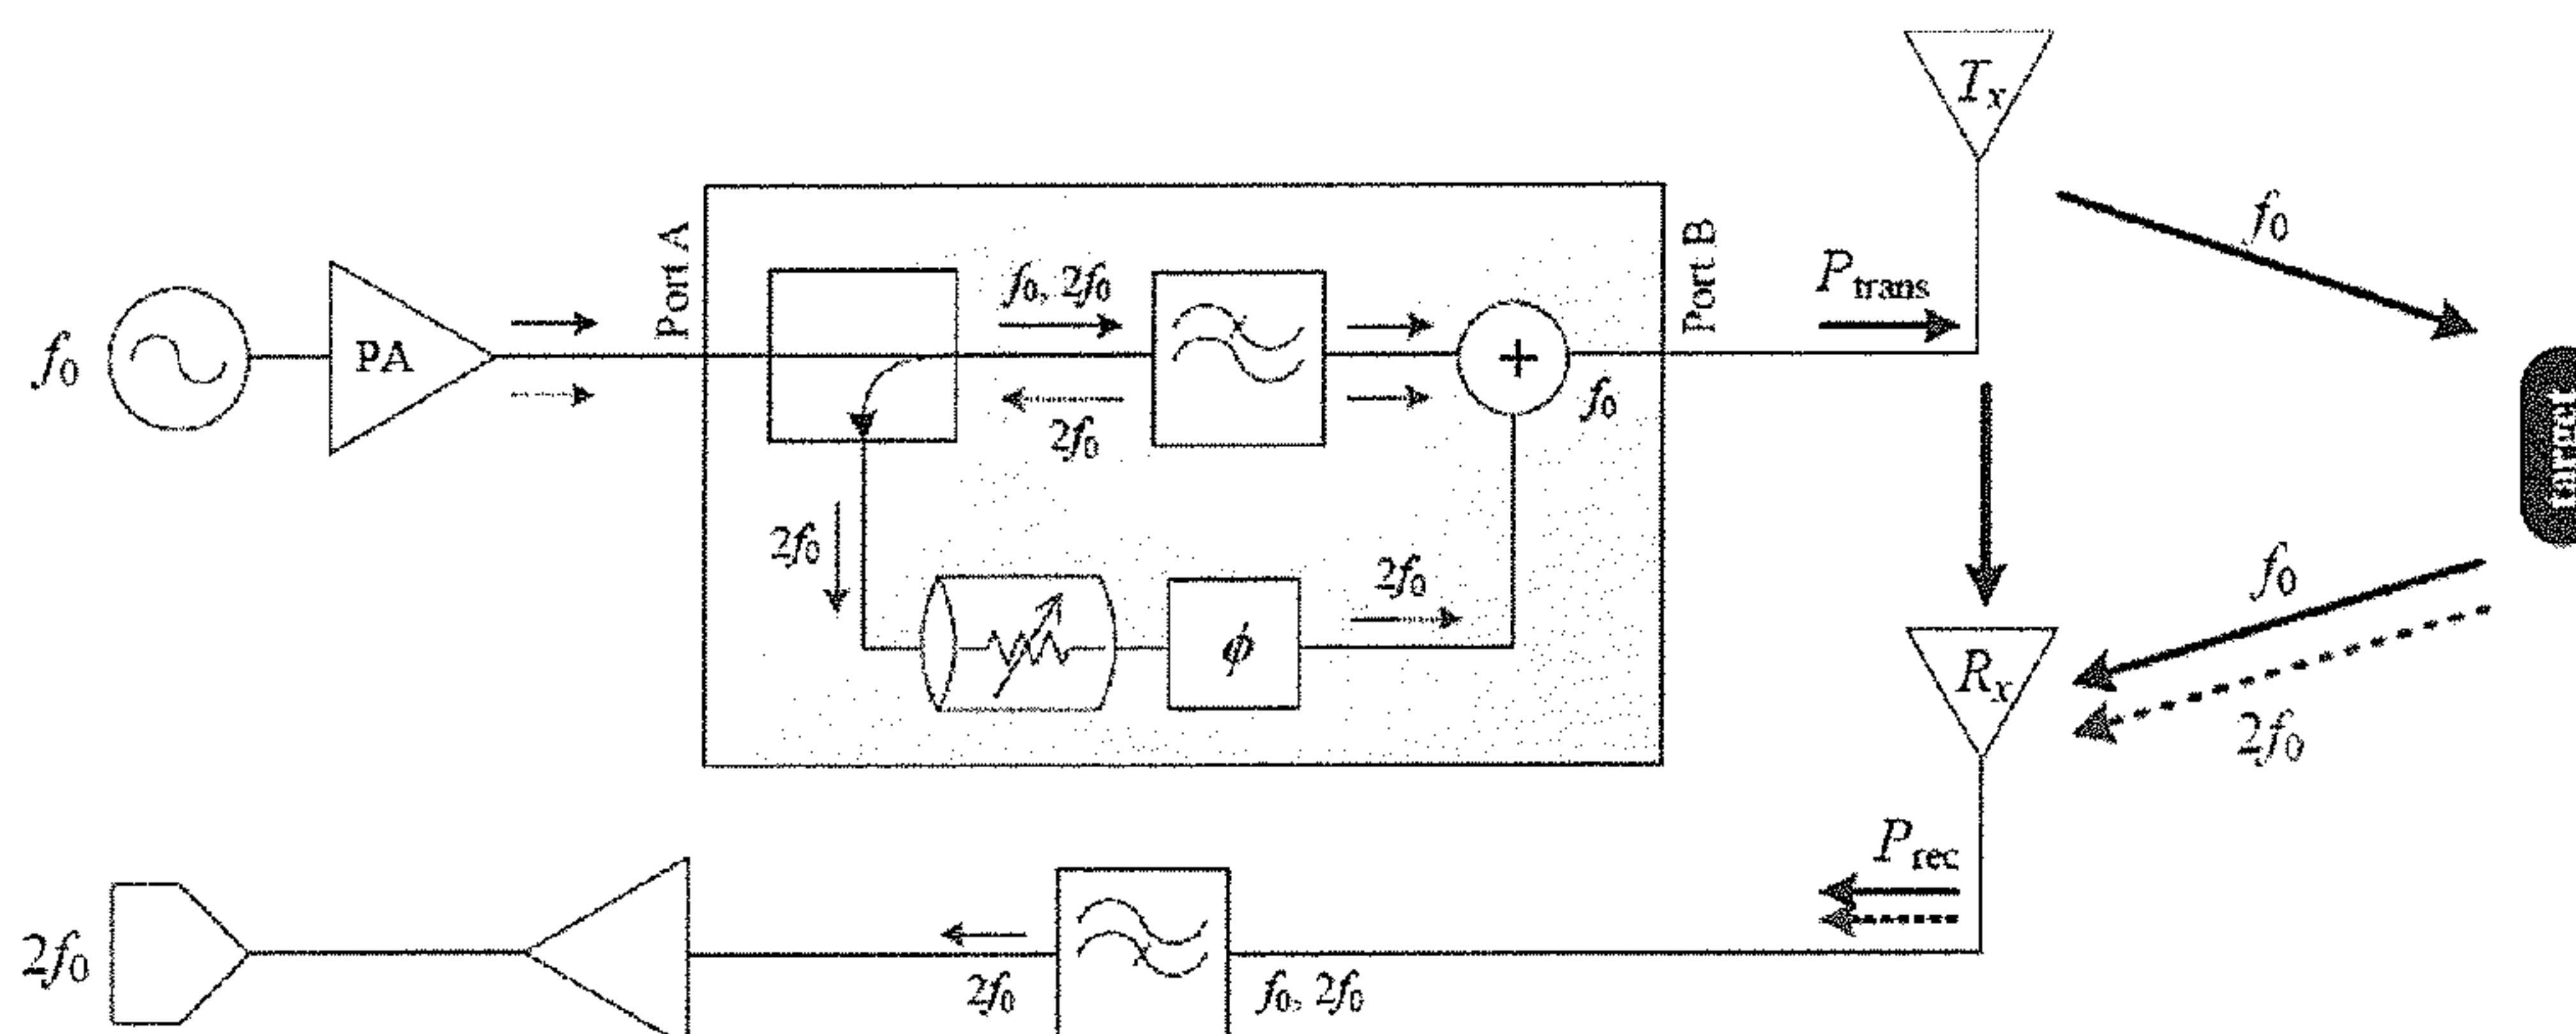 Tₓ
f₀
Port A
Port B
f₀, 2f₀
Pₜᵣₐₙₛ
f₀
PA
+
f₀
2f₀
2f₀
2f₀
ϕ
f₀
2f₀
Rₓ
P_rec
2f₀
2f₀
f₀, 2f₀